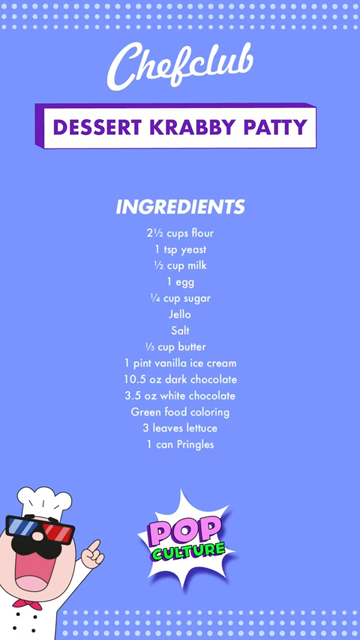 Chefclub
DESSERT KRABBY PATTY
INGREDIENTS
2½ cups flour
1 tsp yeast
½ cup milk
1 egg
¼ cup sugar
Jello
Salt
⅓ cup butter
1 pint vanilla ice cream
10.5 oz dark chocolate
3.5 oz white chocolate
Green food coloring
3 leaves lettuce
1 can Pringles
POP
CULTURE